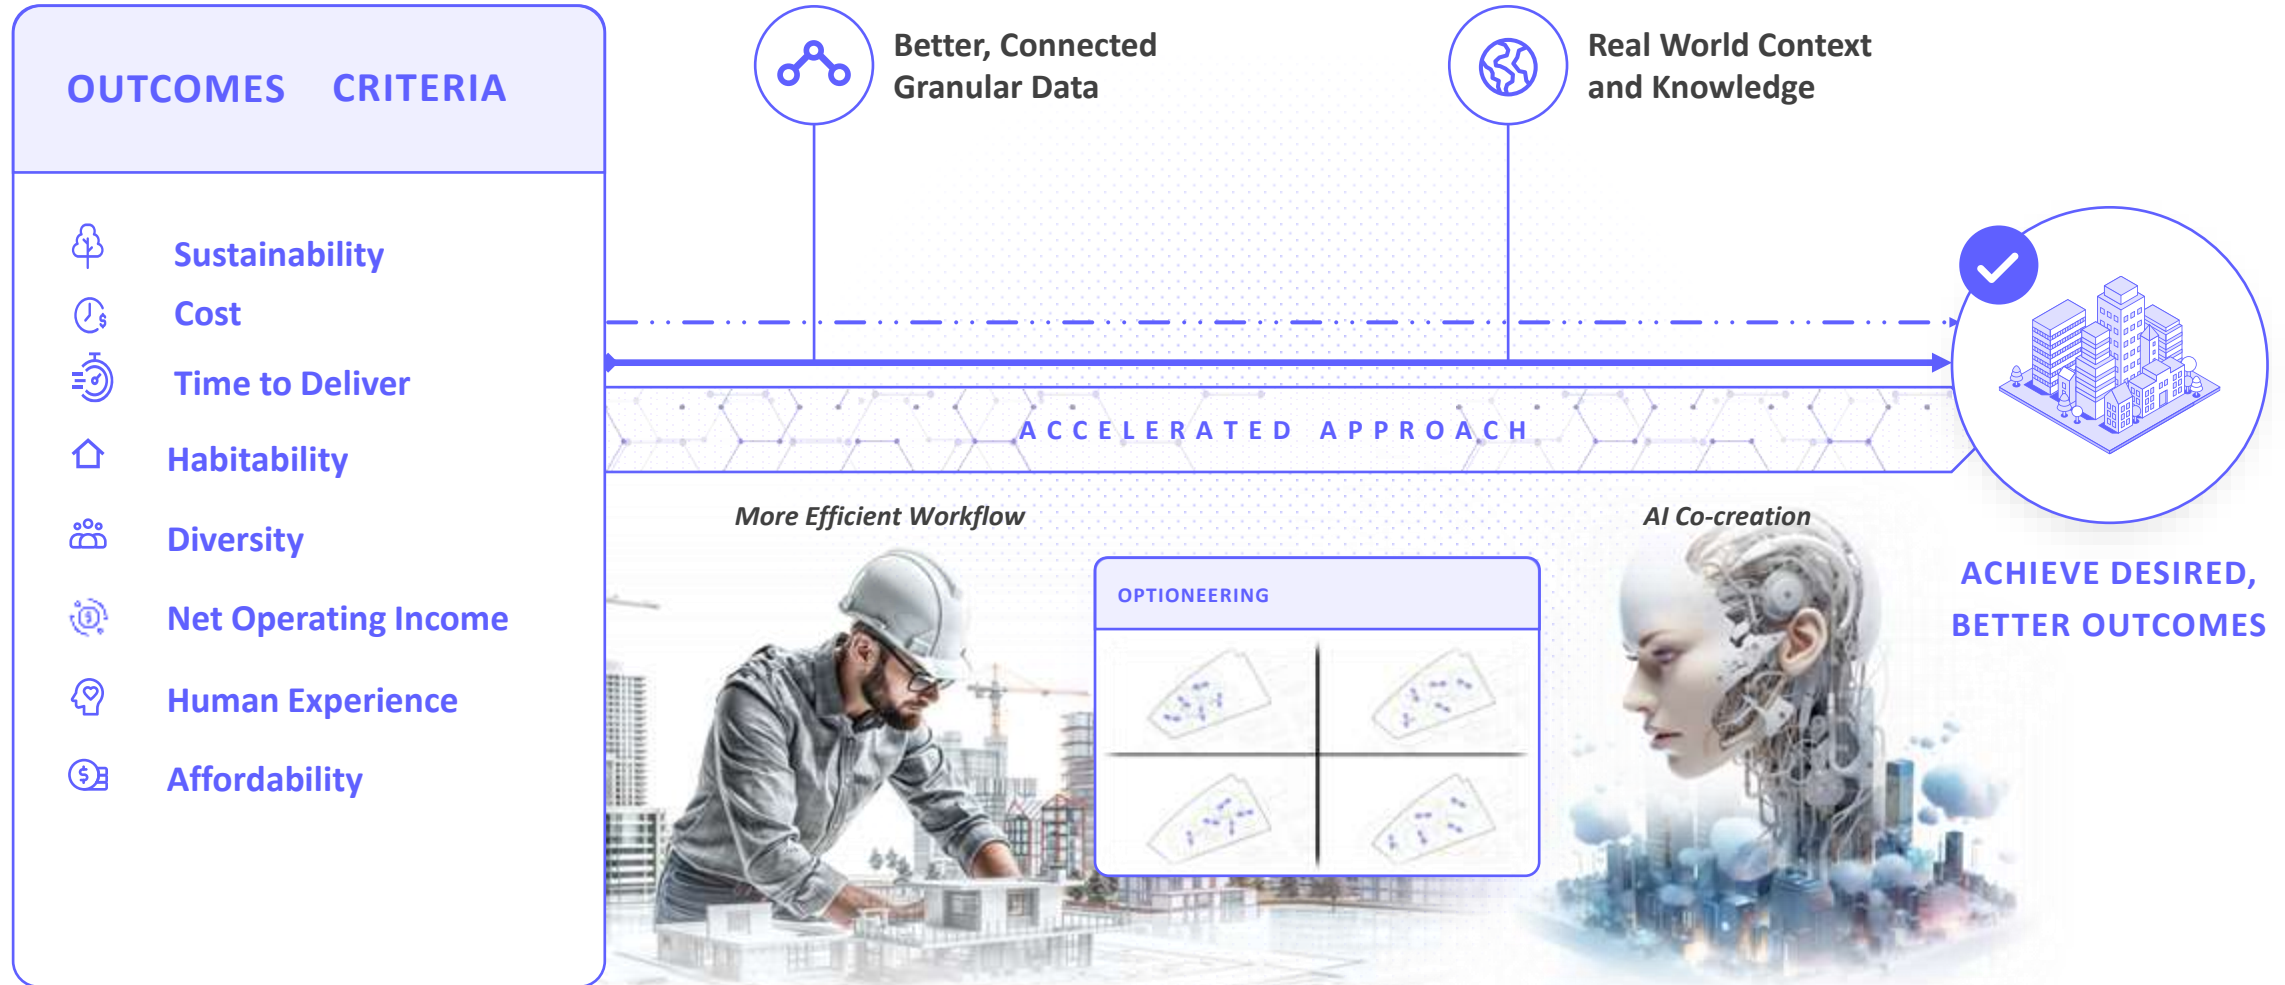 OUTCOMES CRITERIA
Sustainability
Cost
Time to Deliver
Habitability
Diversity
Net Operating Income
Human Experience
Affordability
Better, Connected
Granular Data
Real World Context
and Knowledge
ACCELERATED APPROACH
More Efficient Workflow
OPTIONEERING
AI Co-creation
ACHIEVE DESIRED,
BETTER OUTCOMES